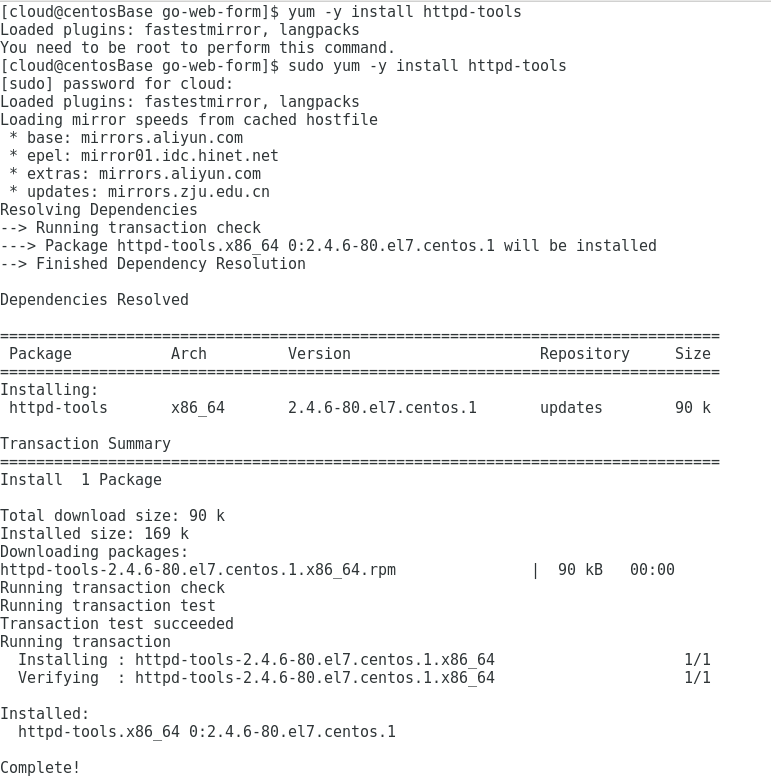 [cloud@centosBase go-web-form]$ yum -y install httpd-tools
Loaded plugins: fastestmirror, langpacks
You need to be root to perform this command.
[cloud@centosBase go-web-form]$ sudo yum -y install httpd-tools
[sudo] password for cloud:
Loaded plugins: fastestmirror, langpacks
Loading mirror speeds from cached hostfile
 * base: mirrors.aliyun.com
 * epel: mirror01.idc.hinet.net
 * extras: mirrors.aliyun.com
 * updates: mirrors.zju.edu.cn
Resolving Dependencies
--> Running transaction check
---> Package httpd-tools.x86_64 0:2.4.6-80.el7.centos.1 will be installed
--> Finished Dependency Resolution

Dependencies Resolved

================================================================================
 Package           Arch         Version                     Repository     Size
================================================================================
Installing:
 httpd-tools       x86_64       2.4.6-80.el7.centos.1       updates        90 k

Transaction Summary
================================================================================
Install  1 Package

Total download size: 90 k
Installed size: 169 k
Downloading packages:
httpd-tools-2.4.6-80.el7.centos.1.x86_64.rpm               |  90 kB   00:00
Running transaction check
Running transaction test
Transaction test succeeded
Running transaction
  Installing : httpd-tools-2.4.6-80.el7.centos.1.x86_64                     1/1
  Verifying  : httpd-tools-2.4.6-80.el7.centos.1.x86_64                     1/1

Installed:
  httpd-tools.x86_64 0:2.4.6-80.el7.centos.1

Complete!